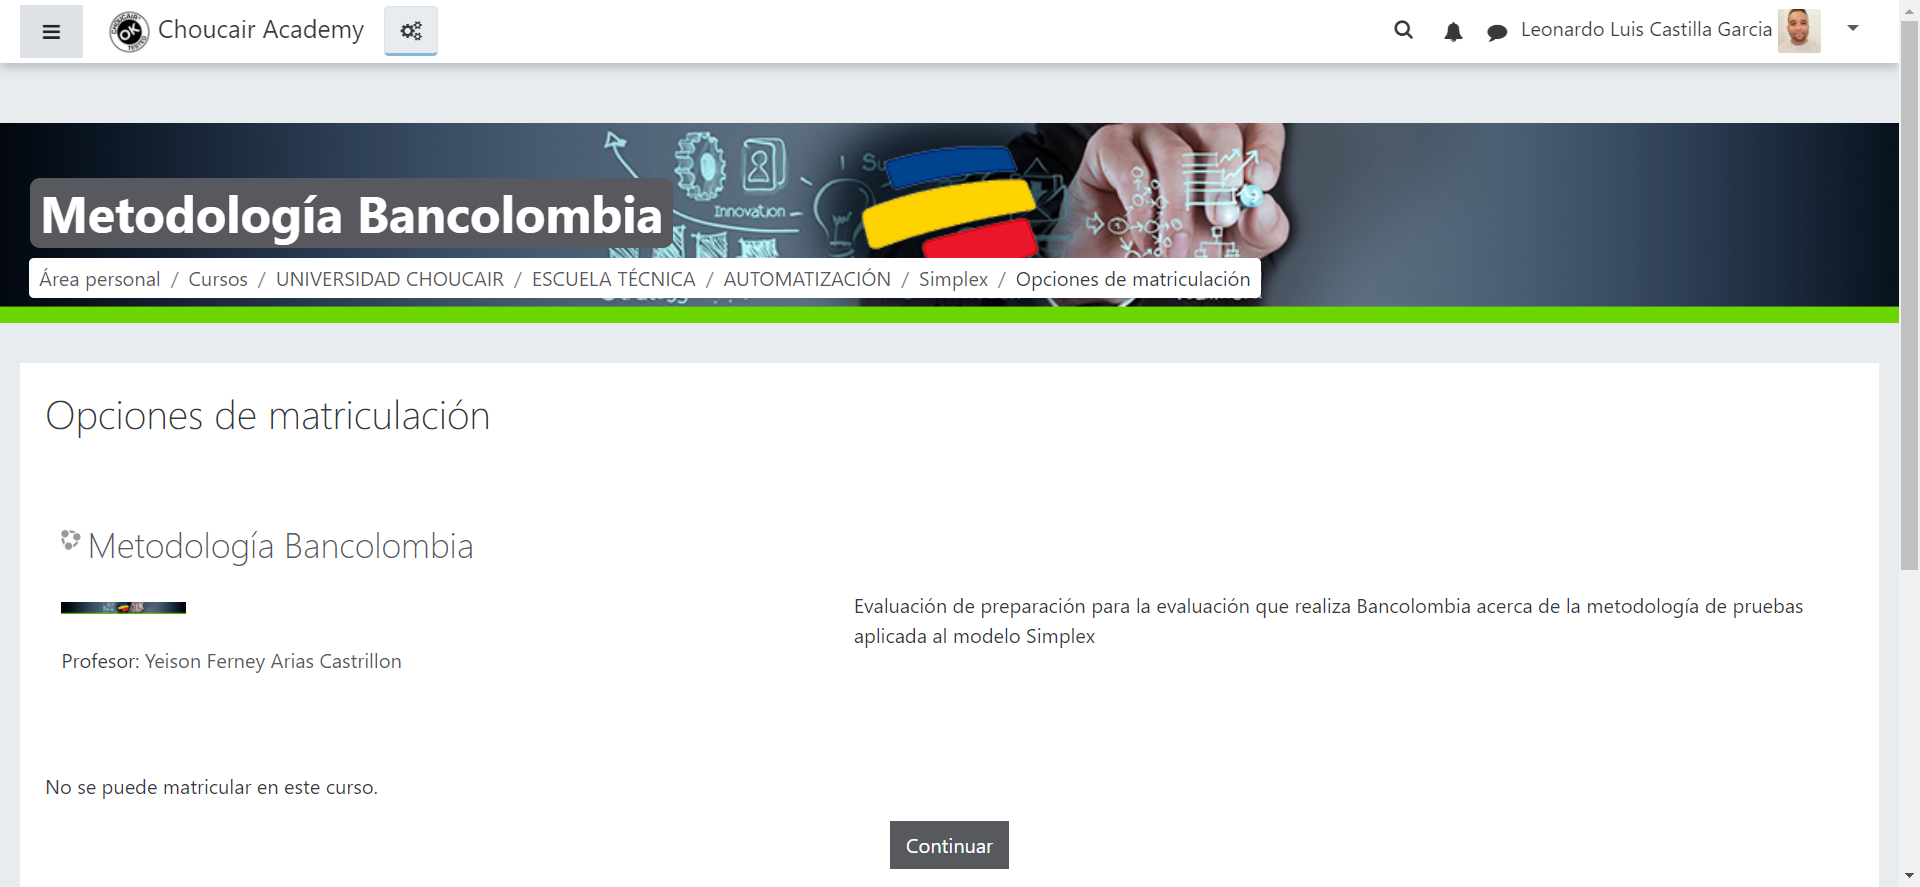 Choucair Academy
Leonardo Luis Castilla Garcia
Innovation
Metodología Bancolombia
Área personal / Cursos / UNIVERSIDAD CHOUCAIR / ESCUELA TÉCNICA / AUTOMATIZACIÓN / Simplex / Opciones de matriculación
Opciones de matriculación
Metodología Bancolombia
Evaluación de preparación para la evaluación que realiza Bancolombia acerca de la metodología de pruebas
aplicada al modelo Simplex
Profesor: Yeison Ferney Arias Castrillon
No se puede matricular en este curso.
Continuar